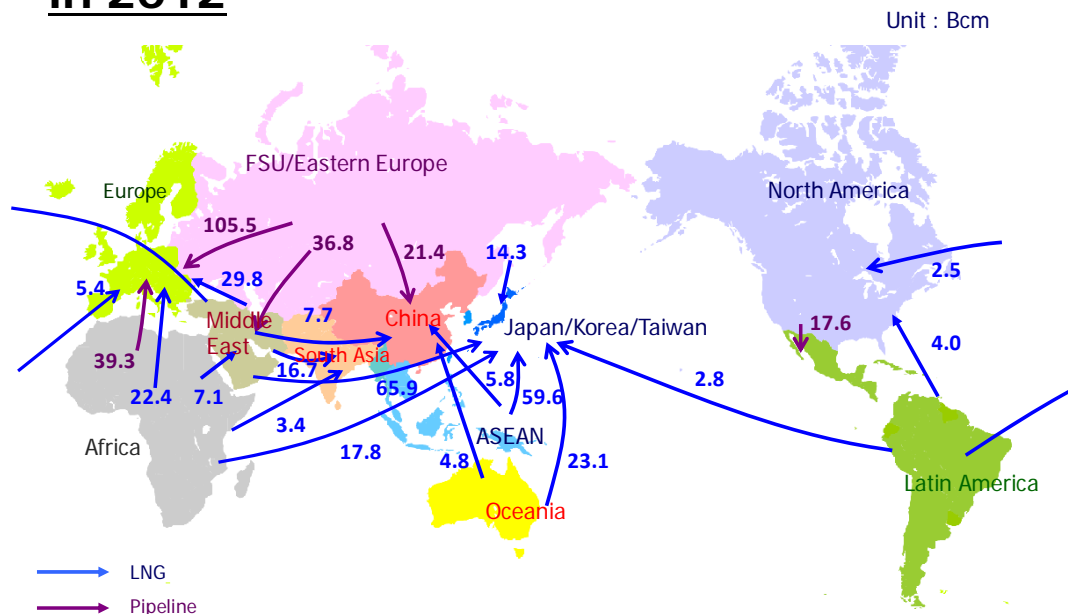 in 2012
Unit : Bcm
FSU/Eastern Europe
Europe
North America
105.5
36.8
21.4
14.3
2.5
5.4
29.8
7.7
Middle
East
China
Japan/Korea/Taiwan
17.6
South Asia
39.3
16.7
4.0
22.4
7.1
65.9
5.8
59.6
2.8
3.4
Africa
17.8
ASEAN
4.8
23.1
Latin America
Oceania
LNG
Pipeline